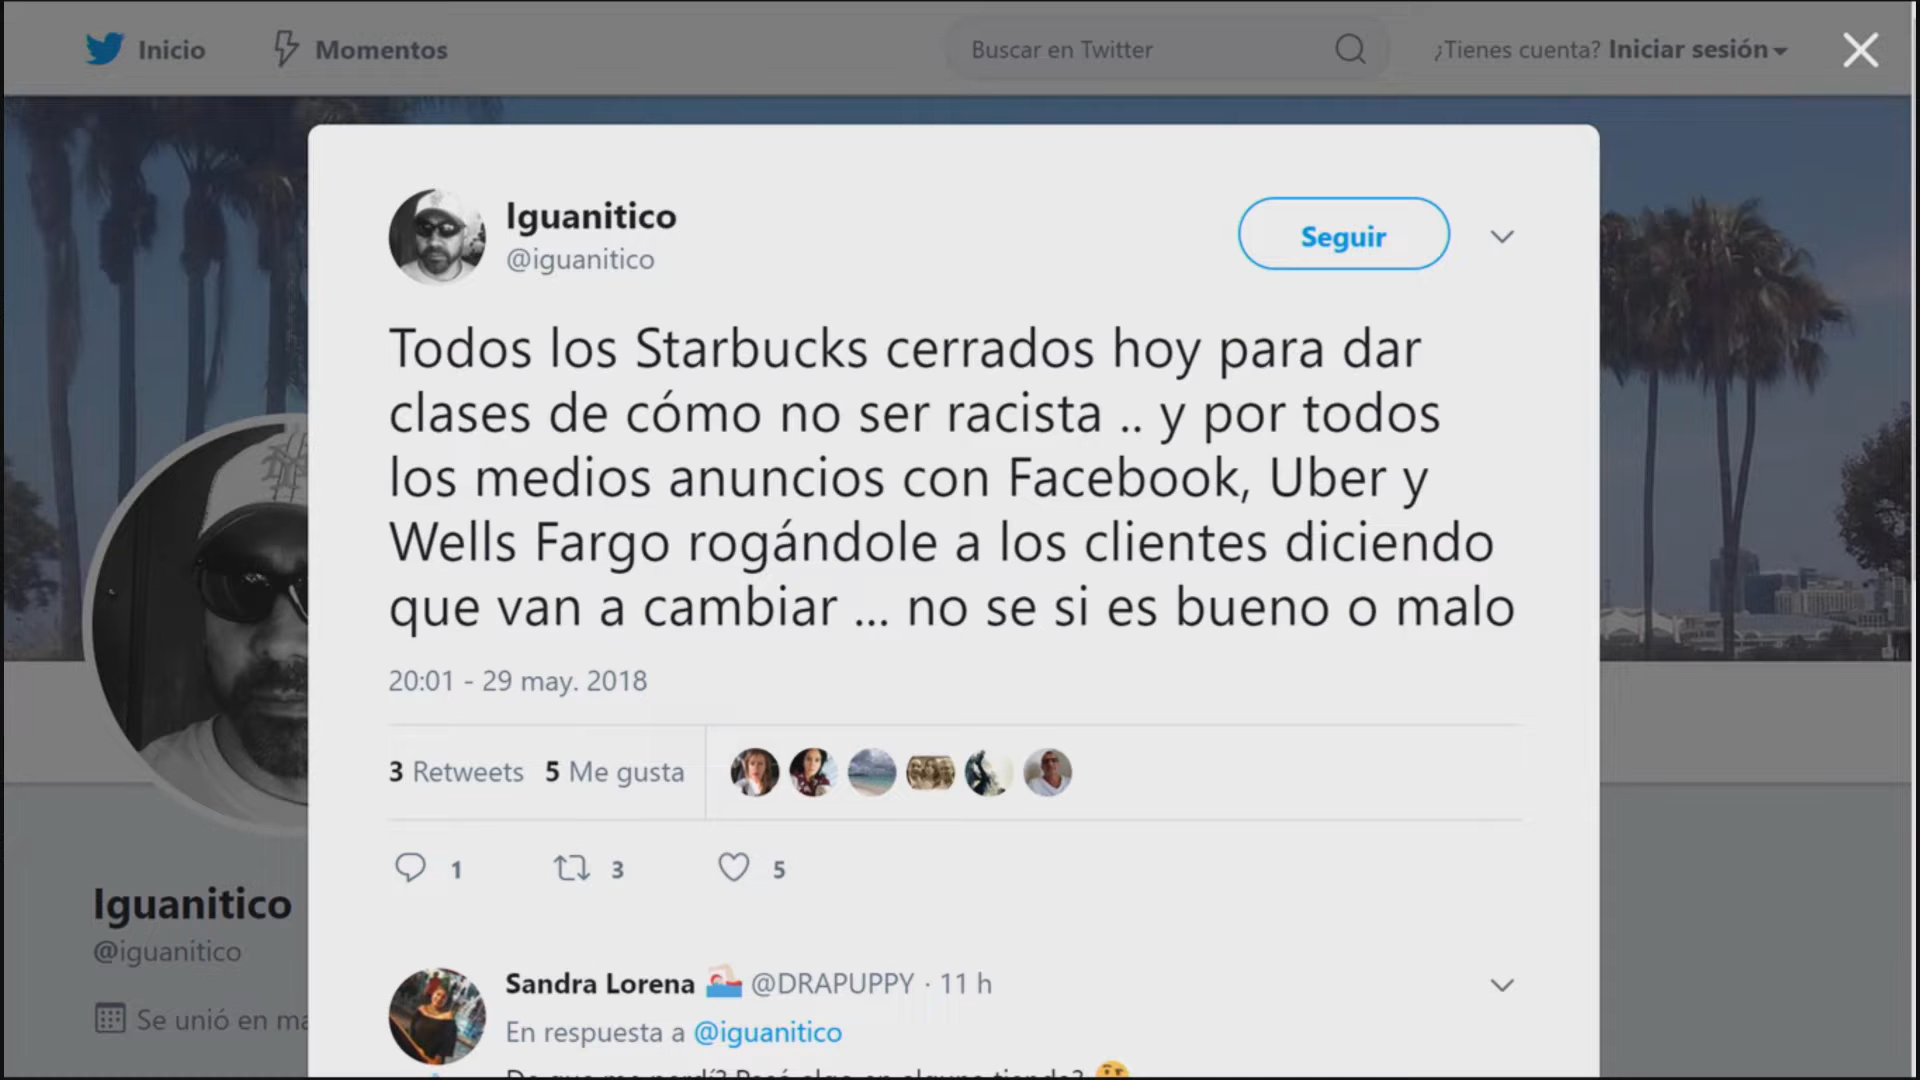 Inicio
Momentos
Buscar en Twitter
¿Tienes cuenta? Iniciar sesión
Iguanitico
@iguanitico
Seguir
Todos los Starbucks cerrados hoy para dar
clases de cómo no ser racista .. y por todos
los medios anuncios con Facebook, Uber y
Wells Fargo rogándole a los clientes diciendo
que van a cambiar ... no se si es bueno o malo
20:01 - 29 may. 2018
3 Retweets 5 Me gusta
1 3 5
Iguanitico
@iguanitico
Se unió en
Sandra Lorena @DRAPUPPY · 11 h
En respuesta a @iguanitico